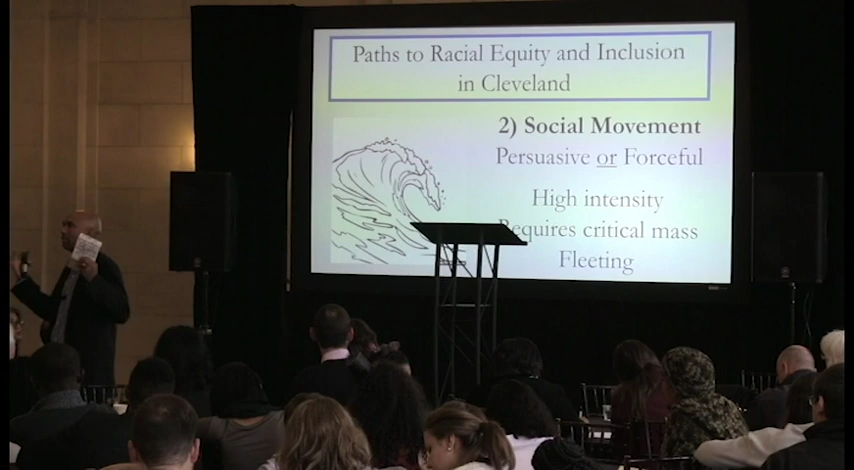 Paths to Racial Equity and Inclusion
in Cleveland
2) Social Movement
Persuasive or Forceful
High intensity
Requires critical mass
Fleeting